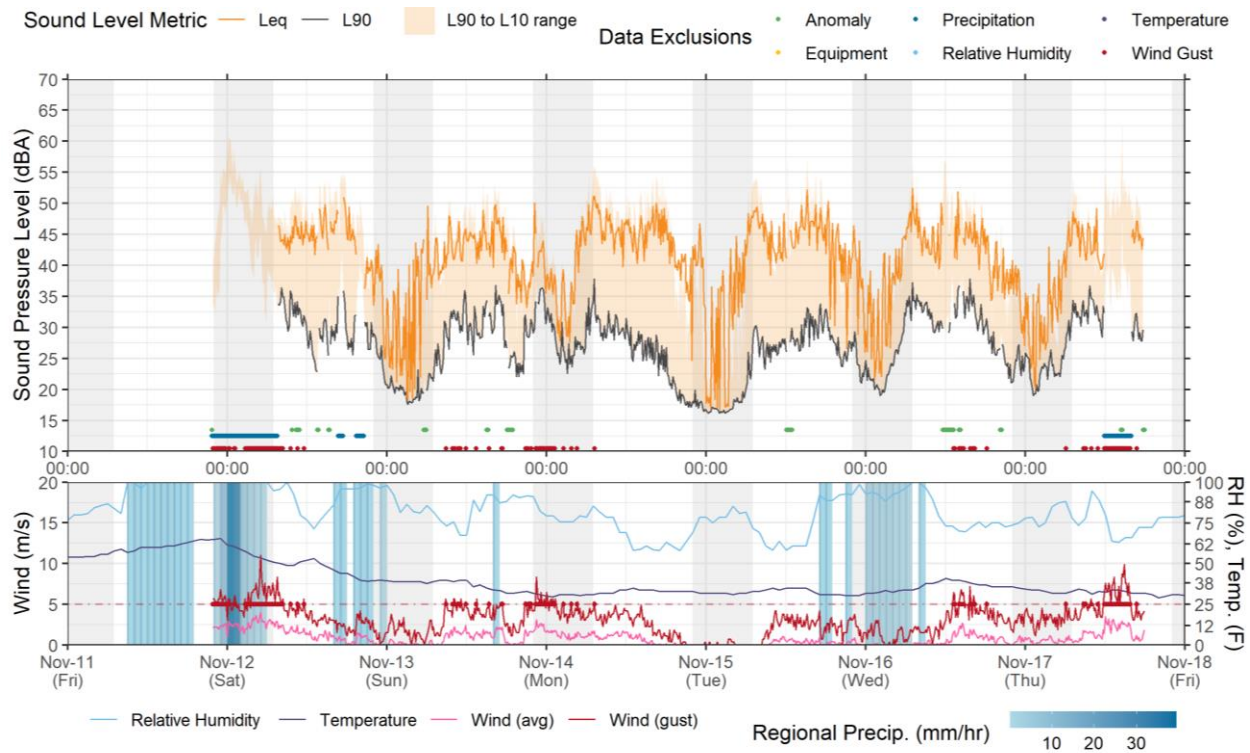 Sound Level Metric Leq L90 L90 to L10 range
Data Exclusions
Anomaly Precipitation Temperature
Equipment Relative Humidity Wind Gust
Sound Pressure Level (dBA)
70
65
60
55
50
45
40
35
30
25
20
15
10
00:00 00:00 00:00 00:00 00:00 00:00 00:00 00:00
Wind (m/s)
20
15
10
5
0
RH (%), Temp. (F)
100
88
75
62
50
38
25
12
0
Nov-11 Nov-12 Nov-13 Nov-14 Nov-15 Nov-16 Nov-17 Nov-18
(Fri) (Sat) (Sun) (Mon) (Tue) (Wed) (Thu) (Fri)
Relative Humidity Temperature Wind (avg) Wind (gust)
Regional Precip. (mm/hr)
10 20 30